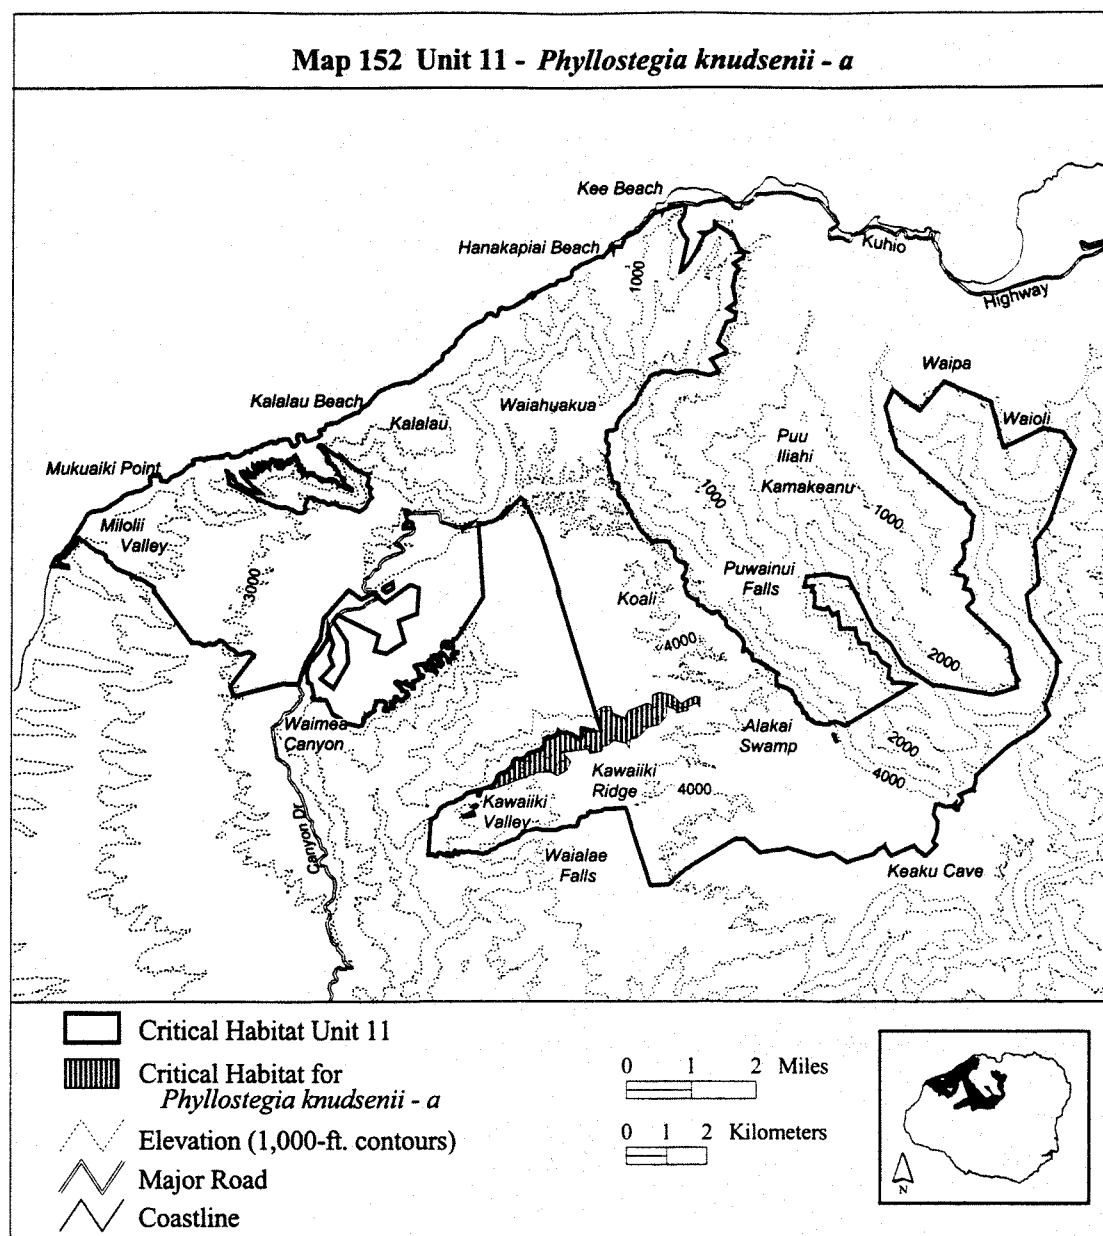 Map 152 Unit 11 - Phyllostegia knudsenii - a
Kee Beach
Hanakapiai Beach
Kuhio
Highway
1000
Waipa
Kalalau Beach
Waiahuakua
Kalalau
Waioli
Puu
Iliahi
Mukuaiki Point
Kamakeanu
1000
1000
Milolii
Valley
Puwainui
Falls
3000
Koali
4000
2000
Waimea
Canyon
Alakai
Swamp
2000
Kawaiiki
Ridge
4000
4000
Kawaiiki
Valley
Canyon Dr
Waialae
Falls
Keaku Cave
Critical Habitat Unit 11
Critical Habitat for
Phyllostegia knudsenii - a
Elevation (1,000-ft. contours)
Major Road
Coastline
0 1 2 Miles
0 1 2 Kilometers
N